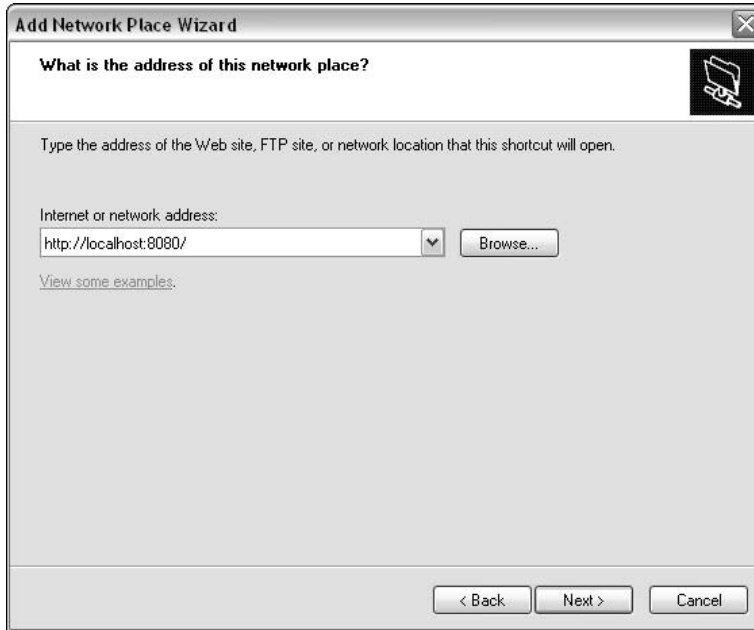 Add Network Place Wizard
What is the address of this network place?
Type the address of the Web site, FTP site, or network location that this shortcut will open.
Internet or network address:
http://localhost:8080/
Browse...
View some examples.
< Back
Next >
Cancel